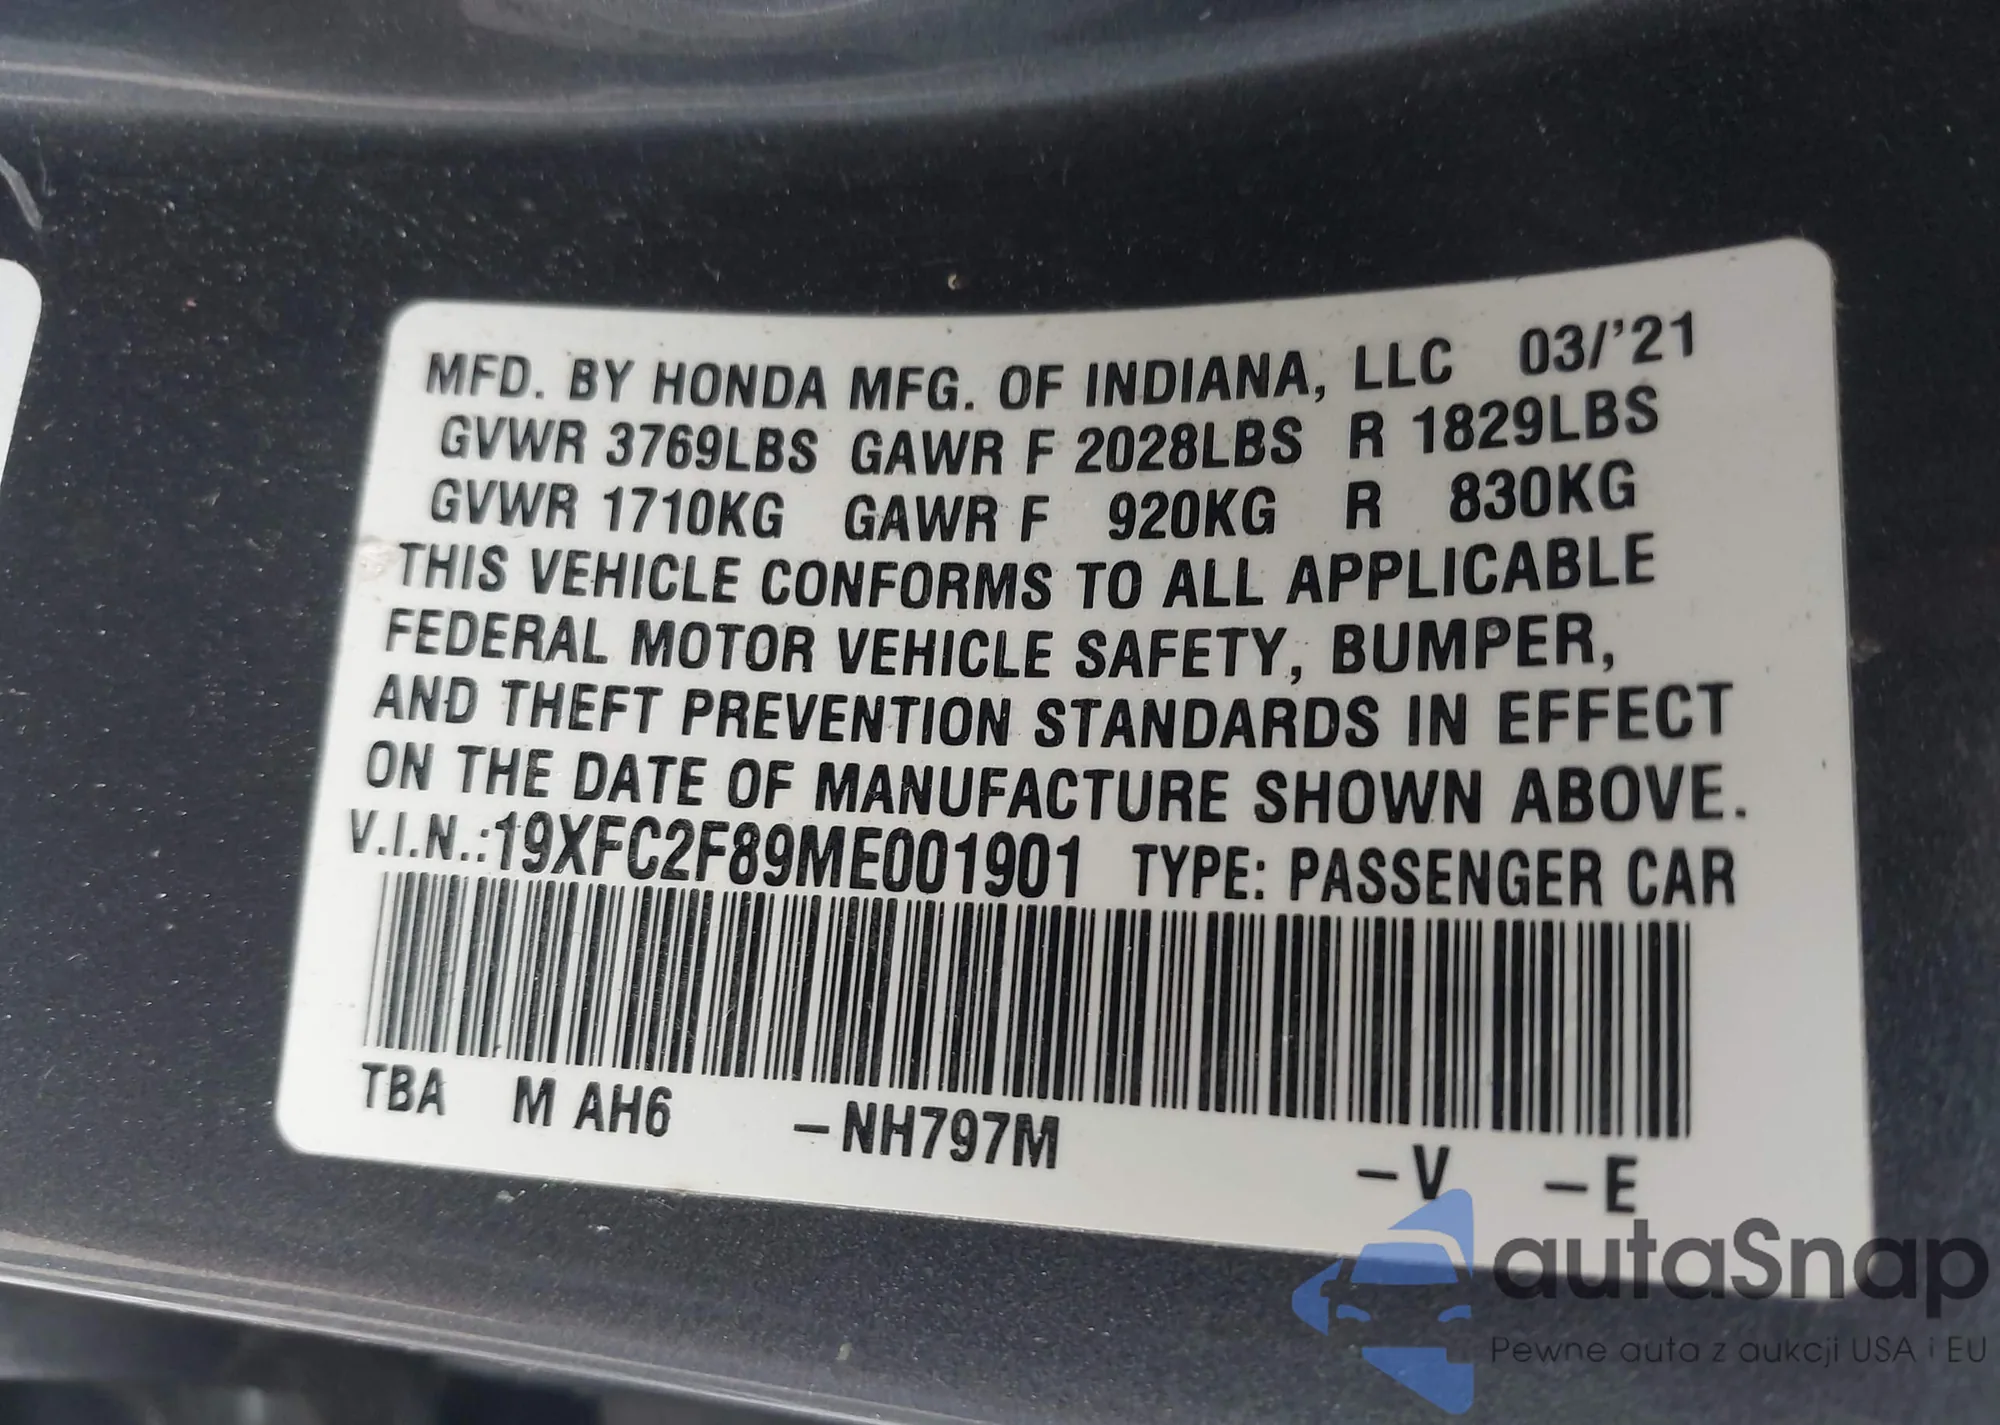 MFD. BY HONDA MFG. OF INDIANA, LLC 03/'21
GVWR 3769LBS GAWR F 2028LBS R 1829LBS
GVWR 1710KG GAWR F 920KG R 830KG
THIS VEHICLE CONFORMS TO ALL APPLICABLE
FEDERAL MOTOR VEHICLE SAFETY, BUMPER,
AND THEFT PREVENTION STANDARDS IN EFFECT
ON THE DATE OF MANUFACTURE SHOWN ABOVE.
V.I.N.:19XFC2F89ME001901 TYPE: PASSENGER CAR
TBA M AH6 –NH797M –V –E
autaSnap
Pewne auta z aukcji USA i EU